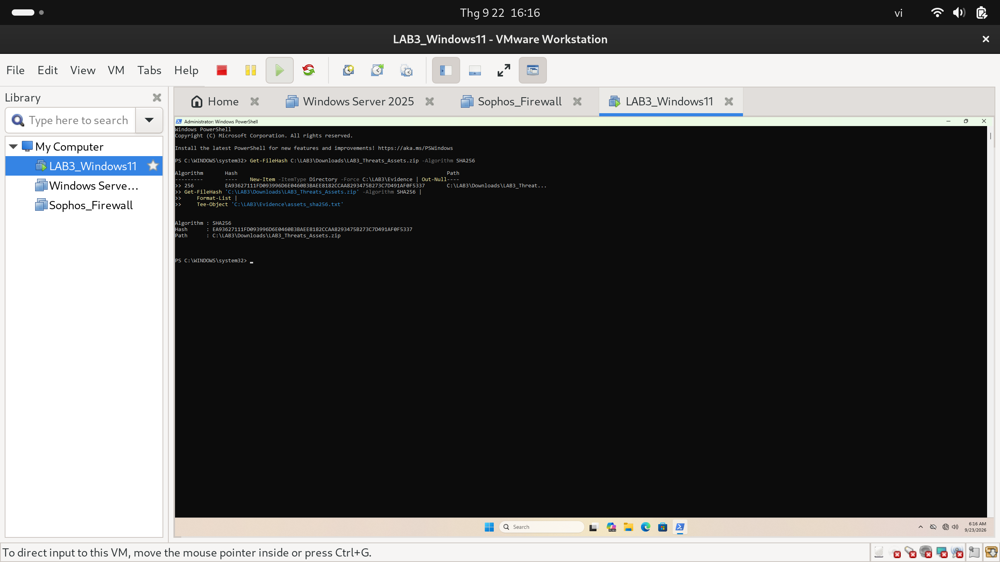 Thg 9 22 16:16
vi
LAB3_Windows11 - VMware Workstation
File Edit View VM Tabs Help
Library
Type here to search
My Computer
LAB3_Windows11
Windows Serve...
Sophos_Firewall
Home
Windows Server 2025
Sophos_Firewall
LAB3_Windows11
Administrator: Windows PowerShell
Windows PowerShell
Copyright (C) Microsoft Corporation. All rights reserved.
Install the latest PowerShell for new features and improvements! https://aka.ms/PSWindows
PS C:\WINDOWS\system32> Get-FileHash C:\LAB3\Downloads\LAB3_Threats_Assets.zip -Algorithm SHA256
Algorithm Hash Path
--------- ---- New-Item -ItemType Directory -Force C:\LAB3\Evidence | Out-Null----
>> 256 EA93627111FD093996D6E0460B3BAEE8182CCAA8293475B273C7D491AF0F5337 C:\LAB3\Downloads\LAB3_Threat...
>> Get-FileHash 'C:\LAB3\Downloads\LAB3_Threats_Assets.zip' -Algorithm SHA256 |
>> Format-List |
>> Tee-Object 'C:\LAB3\Evidence\assets_sha256.txt'
Algorithm : SHA256
Hash : EA93627111FD093996D6E0460B3BAEE8182CCAA8293475B273C7D491AF0F5337
Path : C:\LAB3\Downloads\LAB3_Threats_Assets.zip
PS C:\WINDOWS\system32>
Search
M365
6:16 AM
9/23/2026
To direct input to this VM, move the mouse pointer inside or press Ctrl+G.